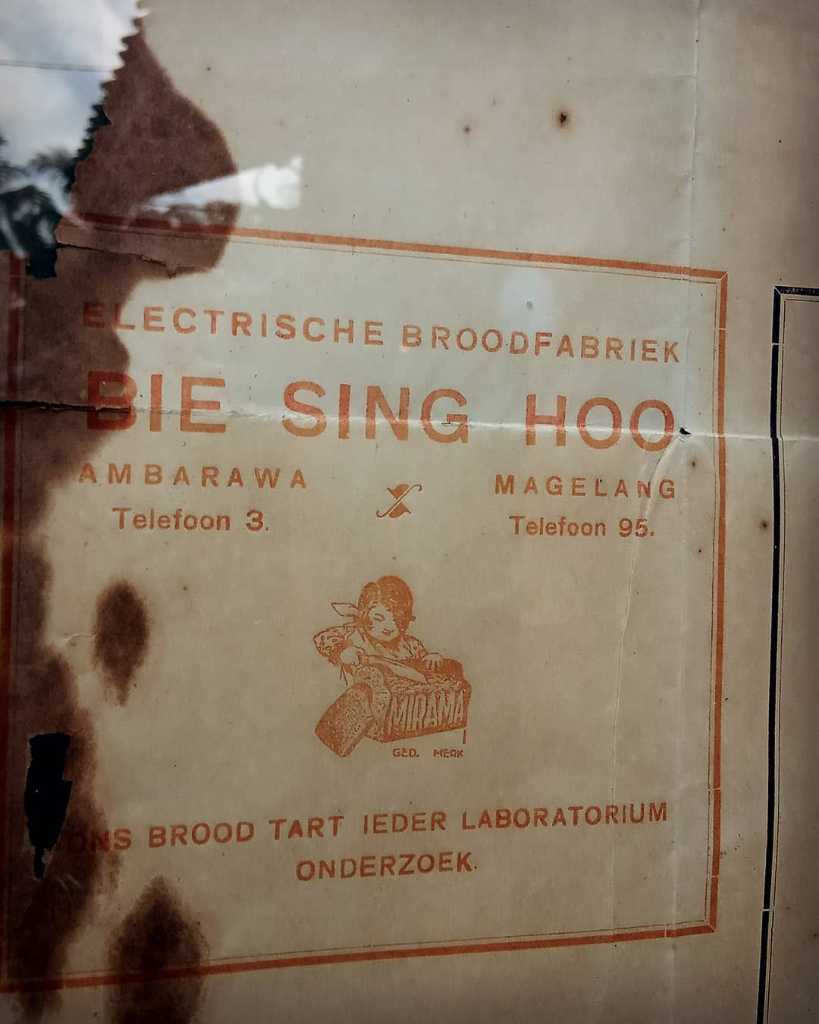 ELECTRISCHE BROODFABRIEK
BIE SING HOO
AMBARAWA
Telefoon 3.
MAGELANG
Telefoon 95.
MIRAMA
GED. MERK
ONS BROOD TART IEDER LABORATORIUM
ONDERZOEK.